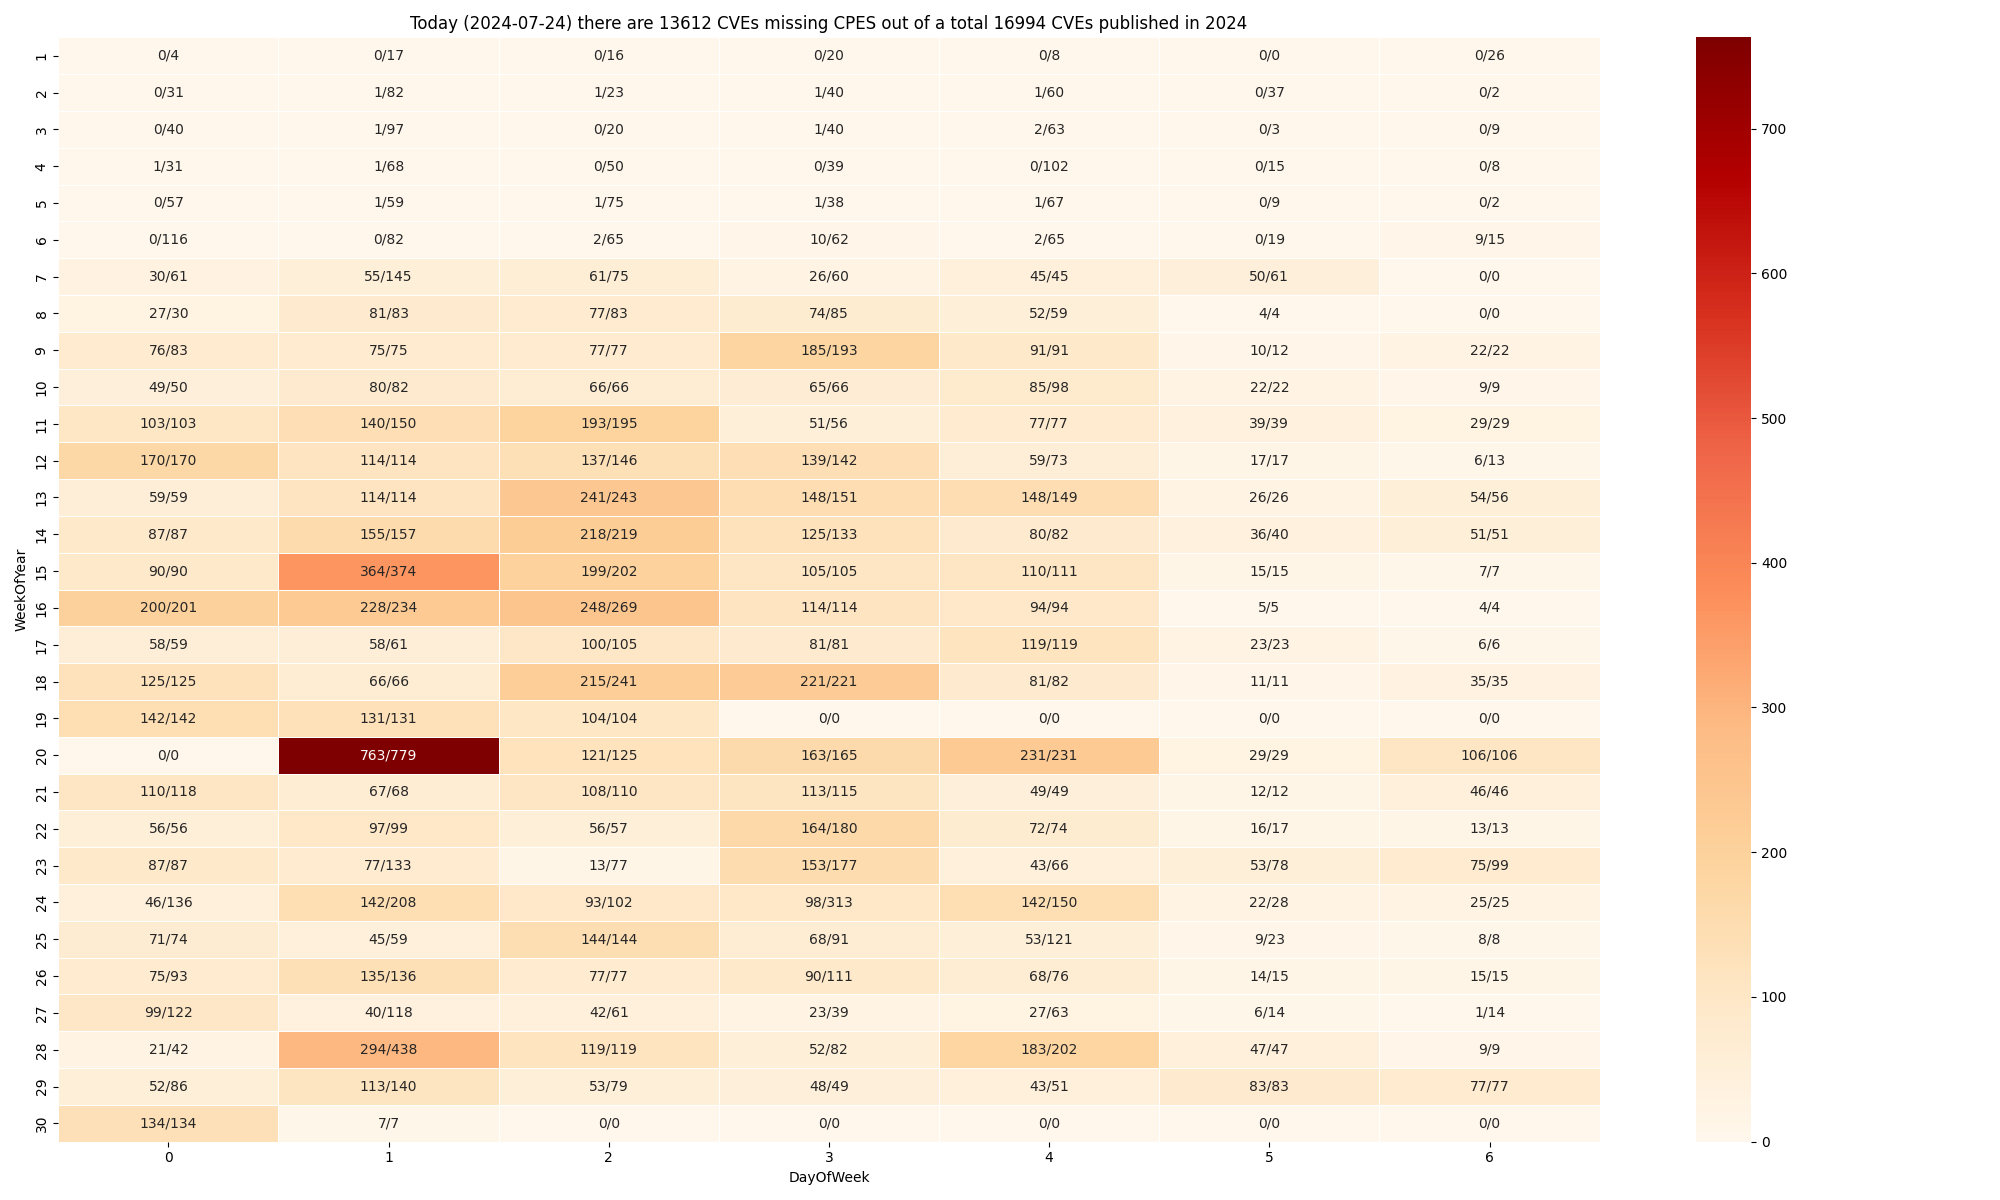 Today (2024-07-24) there are 13612 CVEs missing CPES out of a total 16994 CVEs published in 2024
WeekOfYear
1 0/4 0/17 0/16 0/20 0/8 0/0 0/26
2 0/31 1/82 1/23 1/40 1/60 0/37 0/2
3 0/40 1/97 0/20 1/40 2/63 0/3 0/9
4 1/31 1/68 0/50 0/39 0/102 0/15 0/8
5 0/57 1/59 1/75 1/38 1/67 0/9 0/2
6 0/116 0/82 2/65 10/62 2/65 0/19 9/15
7 30/61 55/145 61/75 26/60 45/45 50/61 0/0
8 27/30 81/83 77/83 74/85 52/59 4/4 0/0
9 76/83 75/75 77/77 185/193 91/91 10/12 22/22
10 49/50 80/82 66/66 65/66 85/98 22/22 9/9
11 103/103 140/150 193/195 51/56 77/77 39/39 29/29
12 170/170 114/114 137/146 139/142 59/73 17/17 6/13
13 59/59 114/114 241/243 148/151 148/149 26/26 54/56
14 87/87 155/157 218/219 125/133 80/82 36/40 51/51
15 90/90 364/374 199/202 105/105 110/111 15/15 7/7
16 200/201 228/234 248/269 114/114 94/94 5/5 4/4
17 58/59 58/61 100/105 81/81 119/119 23/23 6/6
18 125/125 66/66 215/241 221/221 81/82 11/11 35/35
19 142/142 131/131 104/104 0/0 0/0 0/0 0/0
20 0/0 763/779 121/125 163/165 231/231 29/29 106/106
21 110/118 67/68 108/110 113/115 49/49 12/12 46/46
22 56/56 97/99 56/57 164/180 72/74 16/17 13/13
23 87/87 77/133 13/77 153/177 43/66 53/78 75/99
24 46/136 142/208 93/102 98/313 142/150 22/28 25/25
25 71/74 45/59 144/144 68/91 53/121 9/23 8/8
26 75/93 135/136 77/77 90/111 68/76 14/15 15/15
27 99/122 40/118 42/61 23/39 27/63 6/14 1/14
28 21/42 294/438 119/119 52/82 183/202 47/47 9/9
29 52/86 113/140 53/79 48/49 43/51 83/83 77/77
30 134/134 7/7 0/0 0/0 0/0 0/0 0/0
0 1 2 3 4 5 6
DayOfWeek
700
600
500
400
300
200
100
0